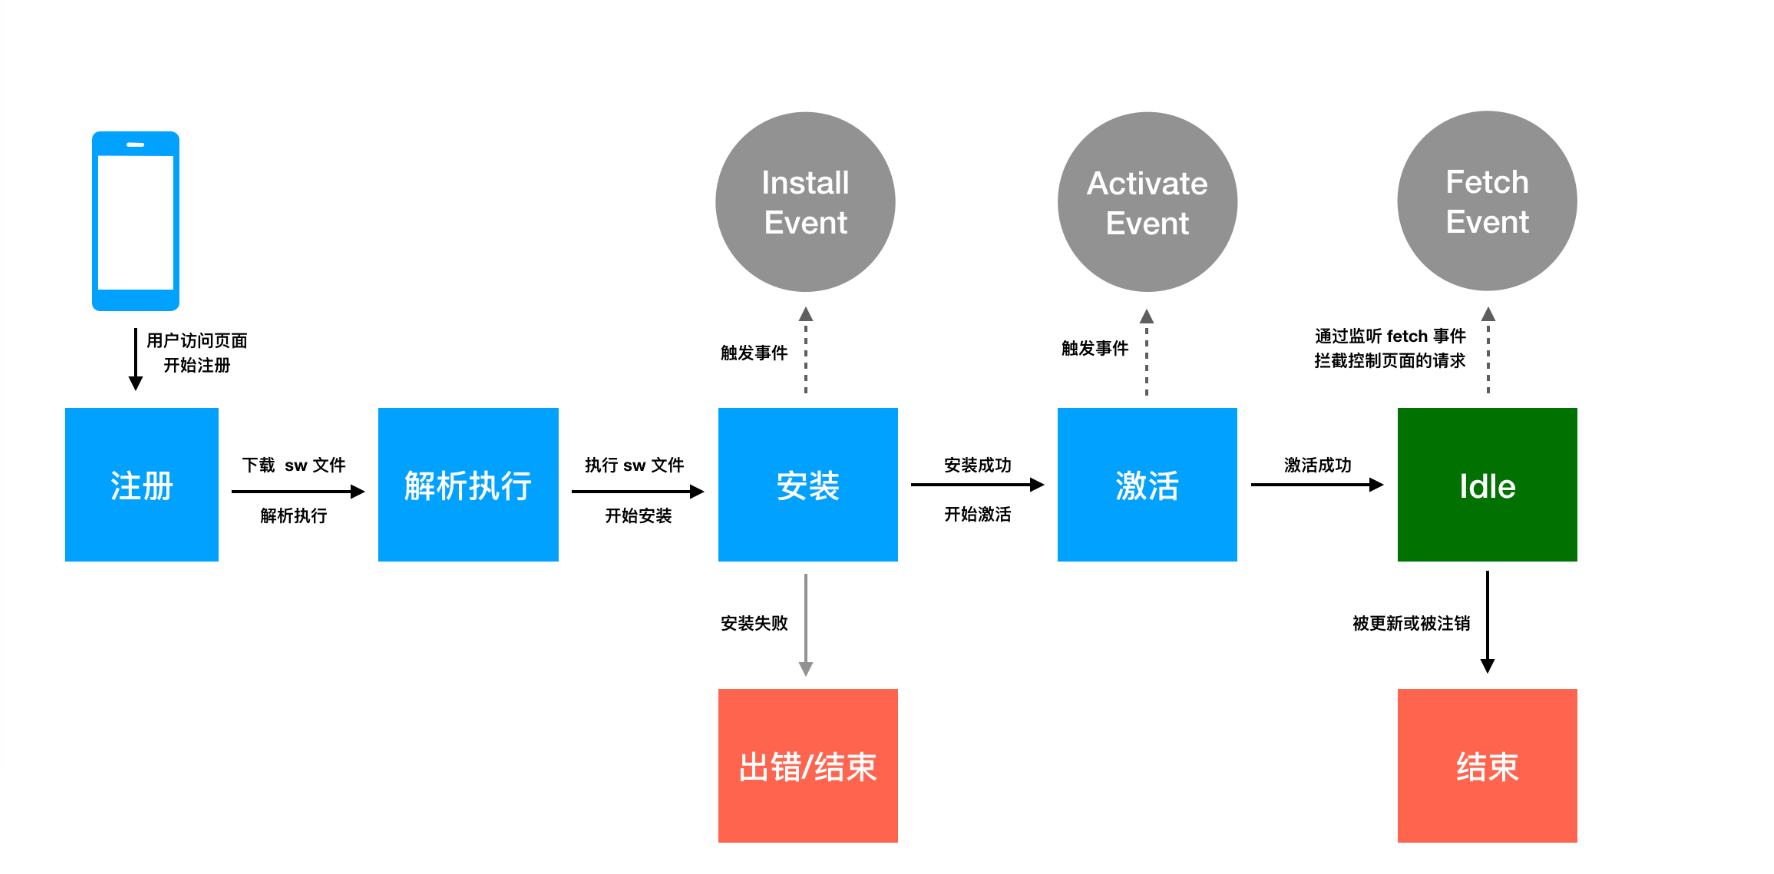 Install
Event
Activate
Event
Fetch
Event
用户访问页面
开始注册
触发事件
触发事件
通过监听 fetch 事件
拦截控制页面的请求
注册
下载 sw 文件
解析执行
解析执行
执行 sw 文件
开始安装
安装
安装成功
开始激活
激活
激活成功
Idle
安装失败
被更新或被注销
出错/结束
结束